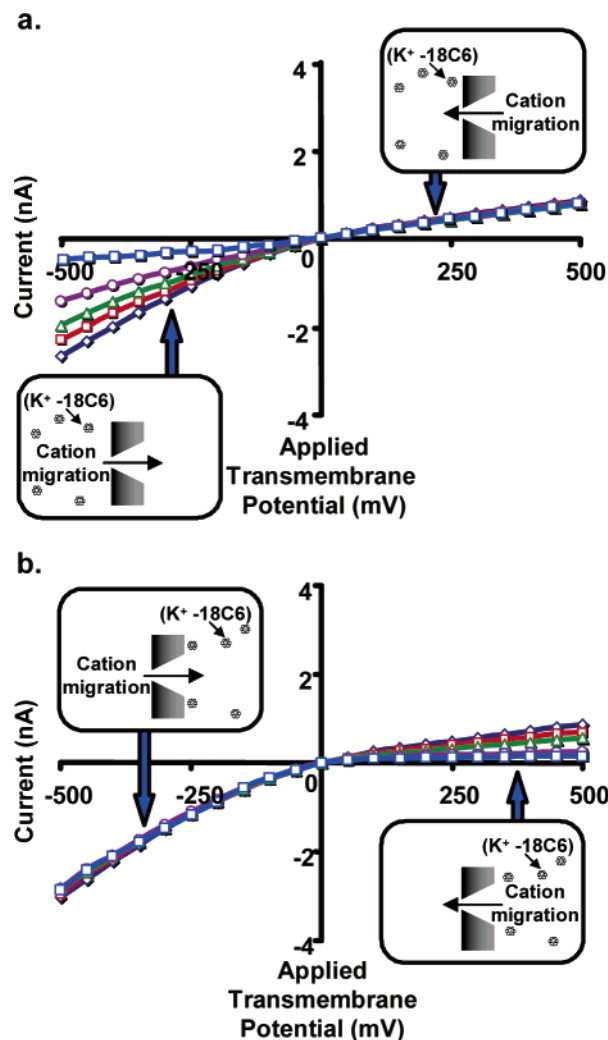 a.
(K⁺ -18C6)
Cation
migration
4
2
0
-2
-4
-500
-250
250
500
Current (nA)
(K⁺ -18C6)
Cation
migration
Applied
Transmembrane
Potential (mV)
b.
(K⁺ -18C6)
Cation
migration
4
2
0
-2
-4
-500
-250
250
500
Current (nA)
(K⁺ -18C6)
Cation
migration
Applied
Transmembrane
Potential (mV)